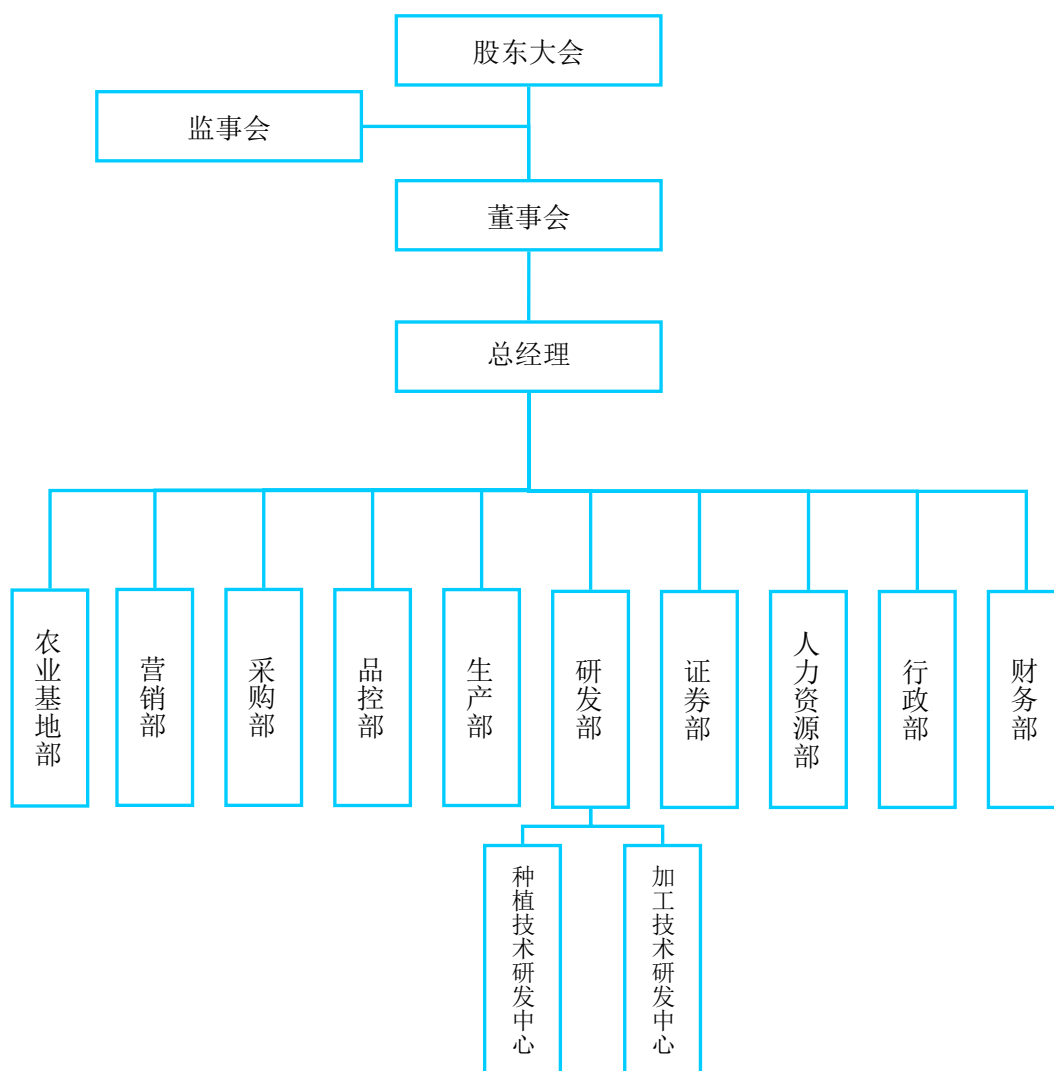 股东大会
监事会
董事会
总经理
农业基地部
营销部
采购部
品控部
生产部
研发部
证券部
人力资源部
行政部
财务部
种植技术研发中心
加工技术研发中心